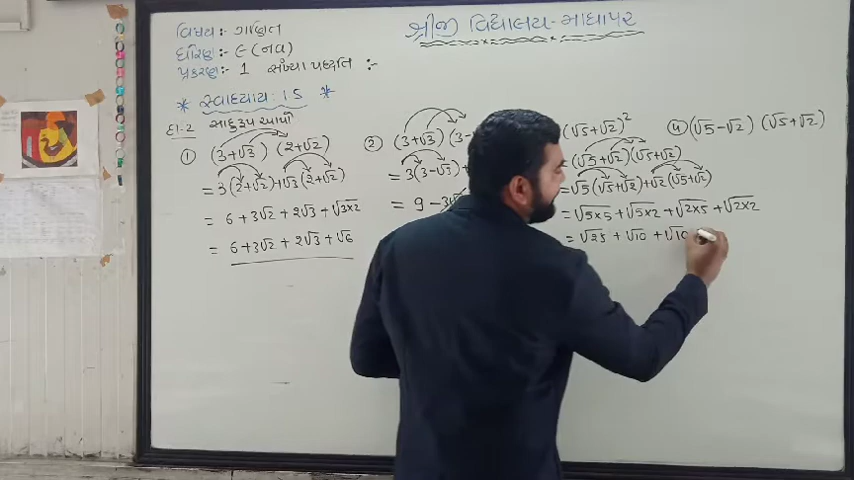 શ્રીજી વિદ્યાલય - માધાપર
વિષય :- ગણિત
ધોરણ :- ૯ (નવ)
પ્રકરણ :- 1 સંખ્યા પદ્ધતિ :-
* સ્વાધ્યાય : 1.5 *
દા-2 સાદુરૂપ આપો
① (3+√3) (2+√2)
= 3(2+√2)+√3(2+√2)
= 6 + 3√2 + 2√3 + √3×2
= 6+3√2 + 2√3 + √6
② (3+√3) (3-
= 3(3-√3)+
= 9 - 3√
(√5+√2)²
(√5+√2)(√5+√2)
=√5 (√5+√2)+√2(√5+√2)
=√5×5 +√5×2 +√2×5 +√2×2
= √25 + √10 + √10
④ (√5-√2) (√5+√2)